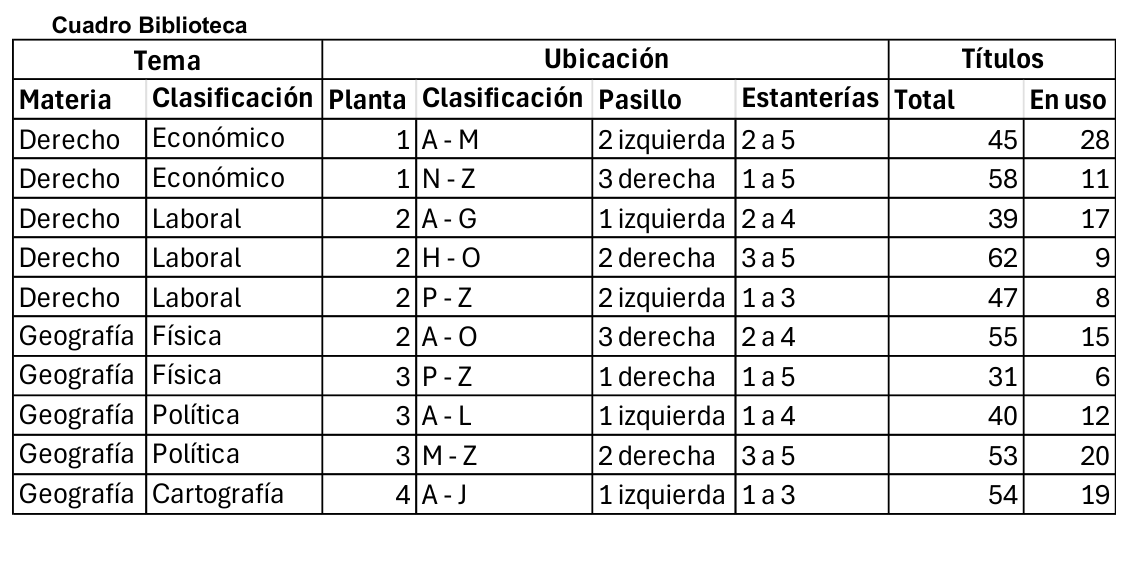 Cuadro Biblioteca
Tema Ubicación Títulos
Materia Clasificación Planta Clasificación Pasillo Estanterías Total En uso
Derecho Económico 1 A - M 2 izquierda 2 a 5 45 28
Derecho Económico 1 N - Z 3 derecha 1 a 5 58 11
Derecho Laboral 2 A - G 1 izquierda 2 a 4 39 17
Derecho Laboral 2 H - O 2 derecha 3 a 5 62 9
Derecho Laboral 2 P - Z 2 izquierda 1 a 3 47 8
Geografía Física 2 A - O 3 derecha 2 a 4 55 15
Geografía Física 3 P - Z 1 derecha 1 a 5 31 6
Geografía Política 3 A - L 1 izquierda 1 a 4 40 12
Geografía Política 3 M - Z 2 derecha 3 a 5 53 20
Geografía Cartografía 4 A - J 1 izquierda 1 a 3 54 19